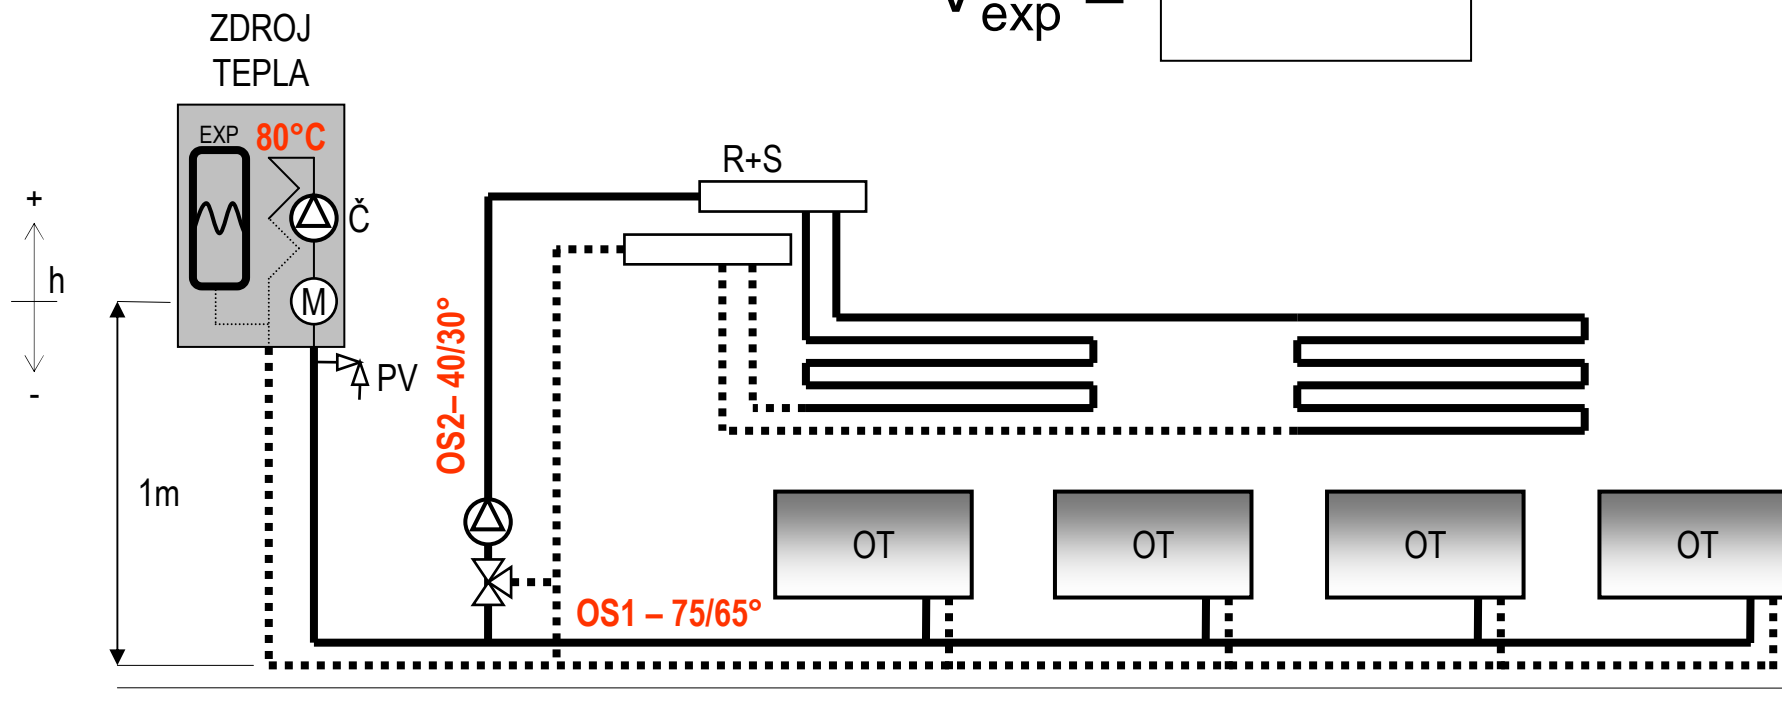 V exp =
ZDROJ
TEPLA
EXP
80°C
R+S
+
Č
h
M
OS2– 40/30°
PV
-
1m
OT
OT
OT
OT
OS1 – 75/65°